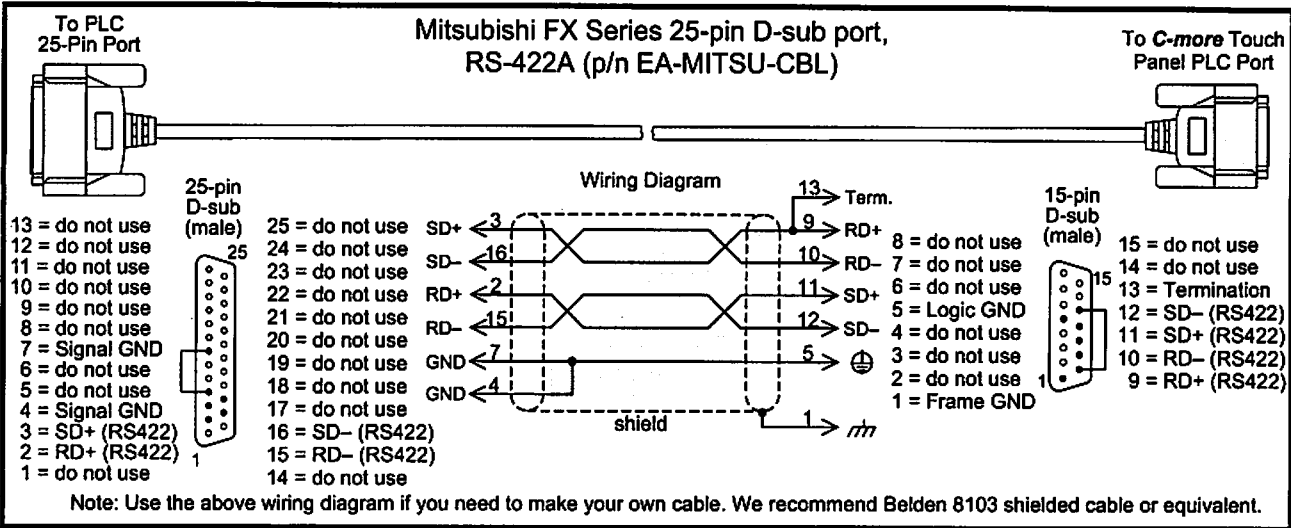 To PLC
25-Pin Port
Mitsubishi FX Series 25-pin D-sub port,
RS-422A (p/n EA-MITSU-CBL)
To C-more Touch
Panel PLC Port
Wiring Diagram
25-pin
D-sub
(male)
25
1
13 = do not use
12 = do not use
11 = do not use
10 = do not use
9 = do not use
8 = do not use
7 = Signal GND
6 = do not use
5 = do not use
4 = Signal GND
3 = SD+ (RS422)
2 = RD+ (RS422)
1 = do not use
25 = do not use
24 = do not use
23 = do not use
22 = do not use
21 = do not use
20 = do not use
19 = do not use
18 = do not use
17 = do not use
16 = SD– (RS422)
15 = RD– (RS422)
14 = do not use
13 Term.
SD+ 3 9 RD+
SD– 16 10 RD–
RD+ 2 11 SD+
RD– 15 12 SD–
GND 7 5
GND 4
shield 1
8 = do not use
7 = do not use
6 = do not use
5 = Logic GND
4 = do not use
3 = do not use
2 = do not use
1 = Frame GND
15-pin
D-sub
(male)
15
1
15 = do not use
14 = do not use
13 = Termination
12 = SD– (RS422)
11 = SD+ (RS422)
10 = RD– (RS422)
9 = RD+ (RS422)
Note: Use the above wiring diagram if you need to make your own cable. We recommend Belden 8103 shielded cable or equivalent.